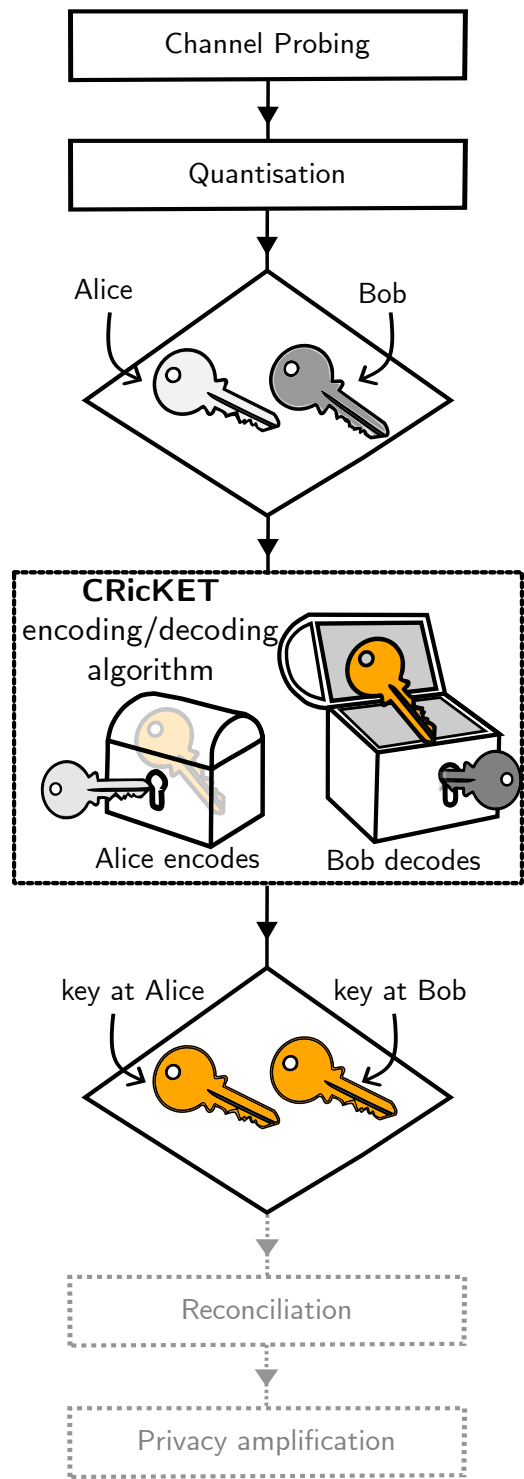 Channel Probing
Quantisation
Alice
Bob
CRicKET
encoding/decoding
algorithm
Alice encodes
Bob decodes
key at Alice
key at Bob
Reconciliation
Privacy amplification